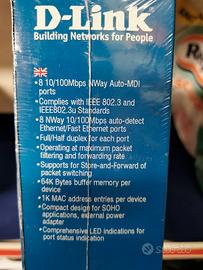 D-Link
Building Networks for People
•8 10/100Mbps NWay Auto-MDI
ports
•Complies with IEEE 802.3 and
IEEE802.3u Standards
•8 NWay 10/100Mbps auto-detect
Ethernet/Fast Ethernet ports
•Full/Half duplex for each port
•Operating at maximum packet
filtering and forwarding rate
•Supports for Store-and-Forward of
packet switching
•64K Bytes buffer memory per
device
•1K MAC address entries per device
•Compact design for SOHO
applications, external power
adapter
•Comprehensive LED indications for
port status indication
subito